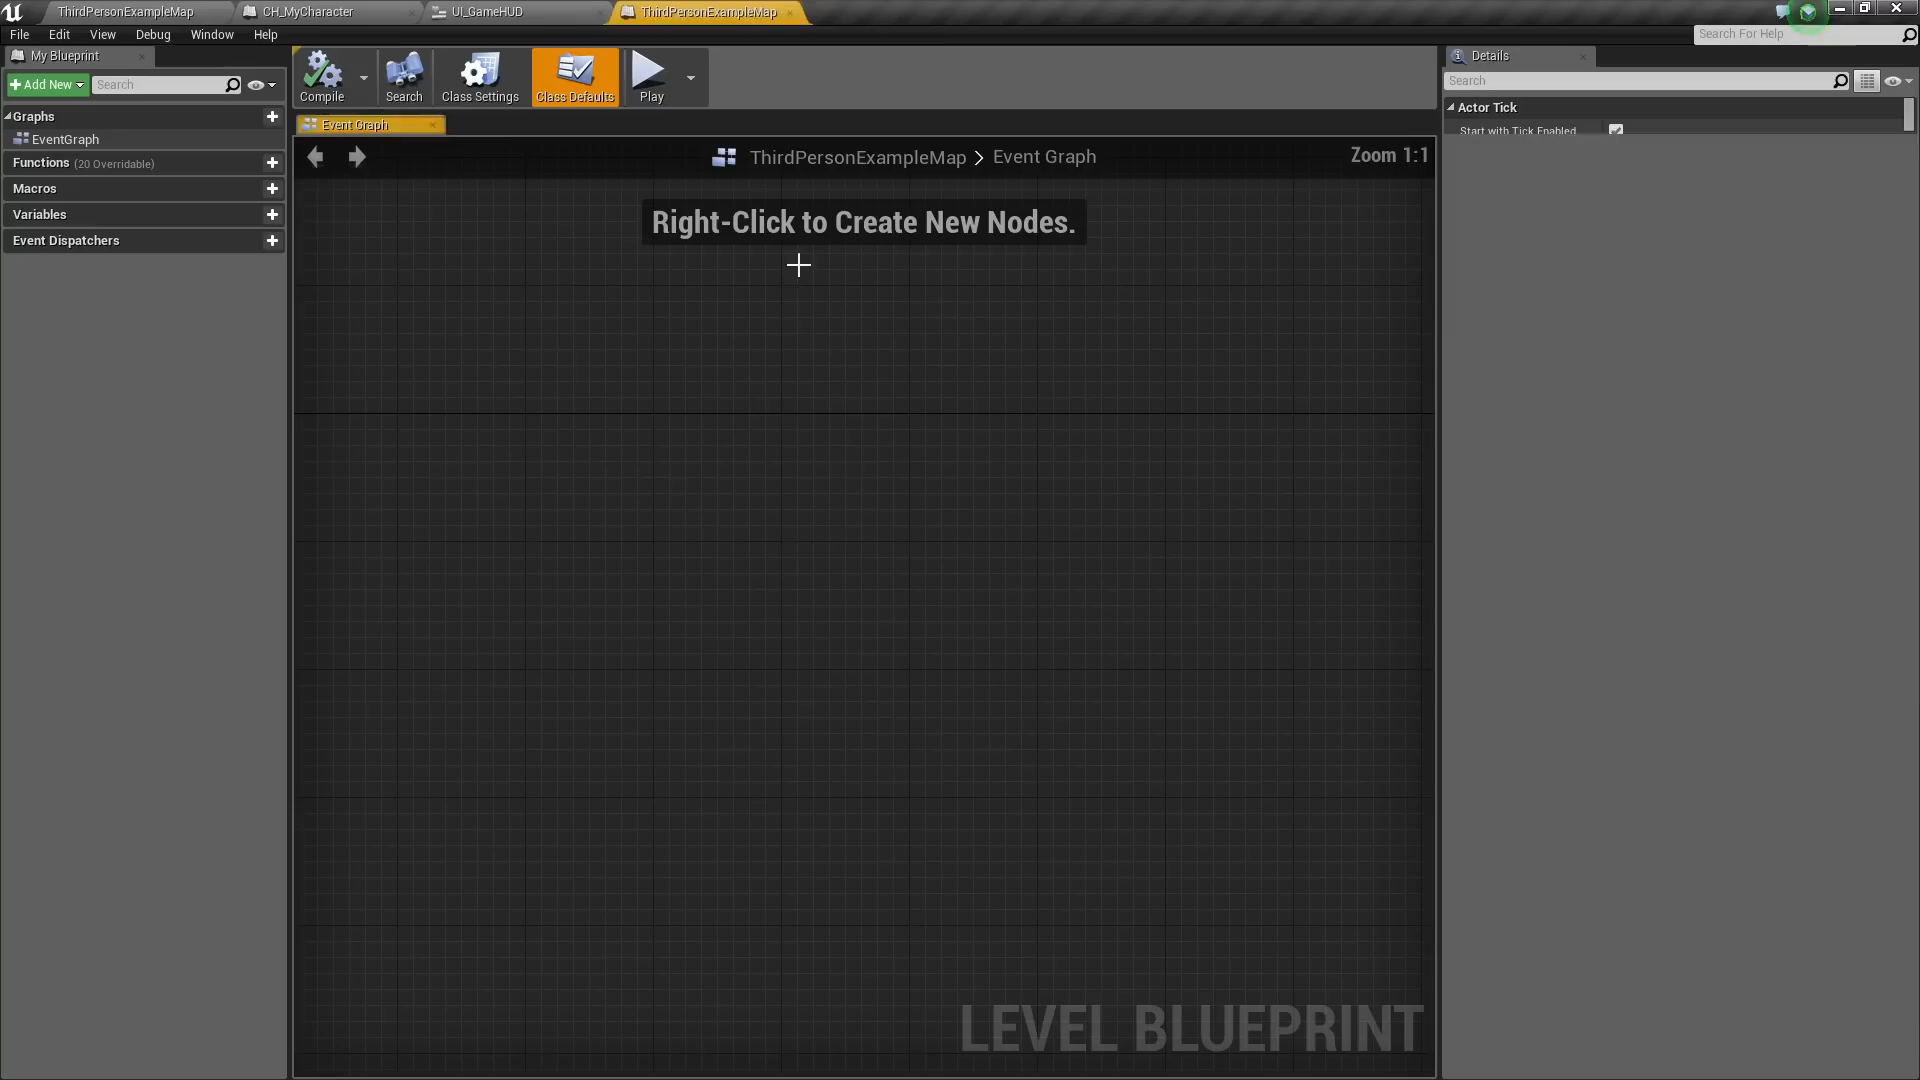 ThirdPersonExampleMap
CH_MyCharacter
UI_GameHUD
ThirdPersonExampleMap
File Edit View Debug Window Help
Search For Help
My Blueprint
Add New
Search
Graphs
EventGraph
Functions (20 Overridable)
Macros
Variables
Event Dispatchers
Compile
Search
Class Settings
Class Defaults
Play
Event Graph
ThirdPersonExampleMap > Event Graph
Zoom 1:1
Right-Click to Create New Nodes.
LEVEL BLUEPRINT
Details
Search
Actor Tick
Start with Tick Enabled